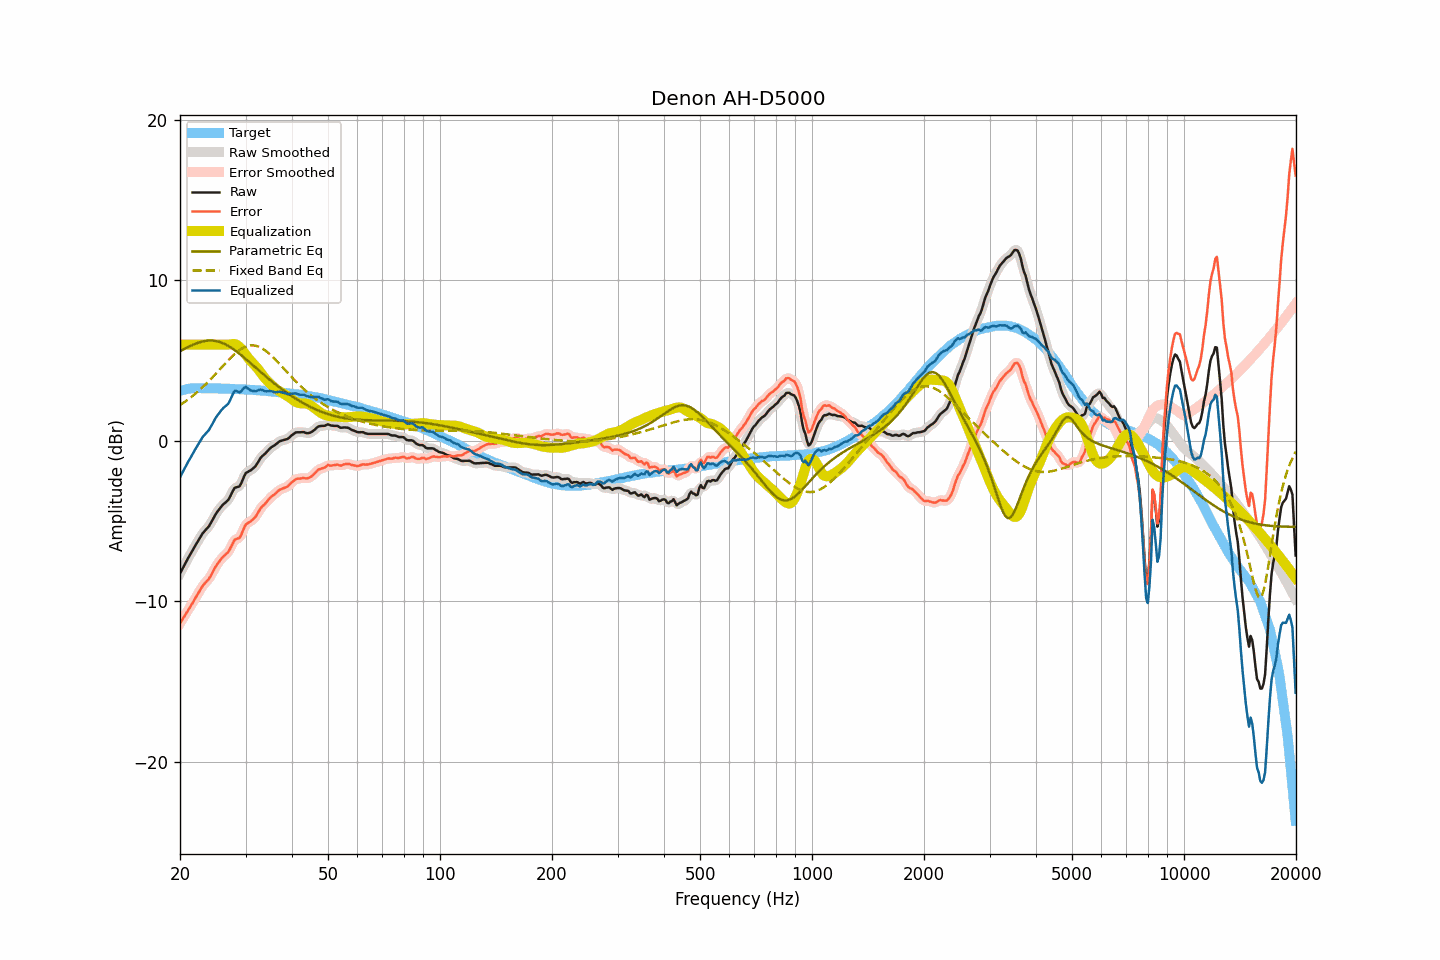 Denon AH-D5000
Target
Raw Smoothed
Error Smoothed
Raw
Error
Equalization
Parametric Eq
Fixed Band Eq
Equalized
20
10
0
−10
−20
Amplitude (dBr)
20 50 100 200 500 1000 2000 5000 10000 20000
Frequency (Hz)